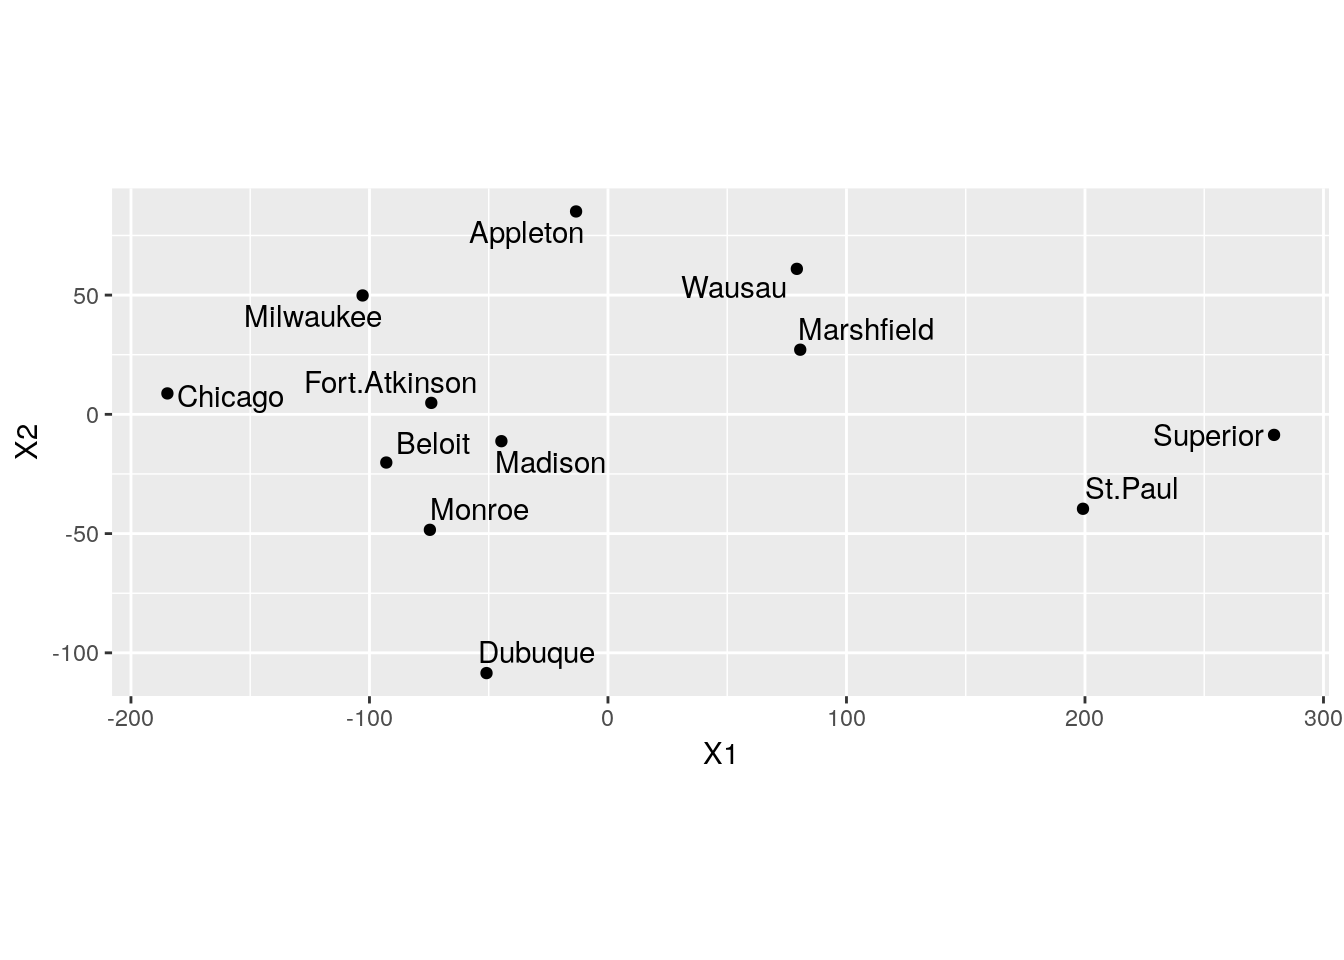 Appleton
Wausau
50
Milwaukee
Marshfield
Fort.Atkinson
Chicago
0
X2
Beloit
Superior
Madison
St.Paul
Monroe
-50
Dubuque
-100
-200 -100 0 100 200 300
X1